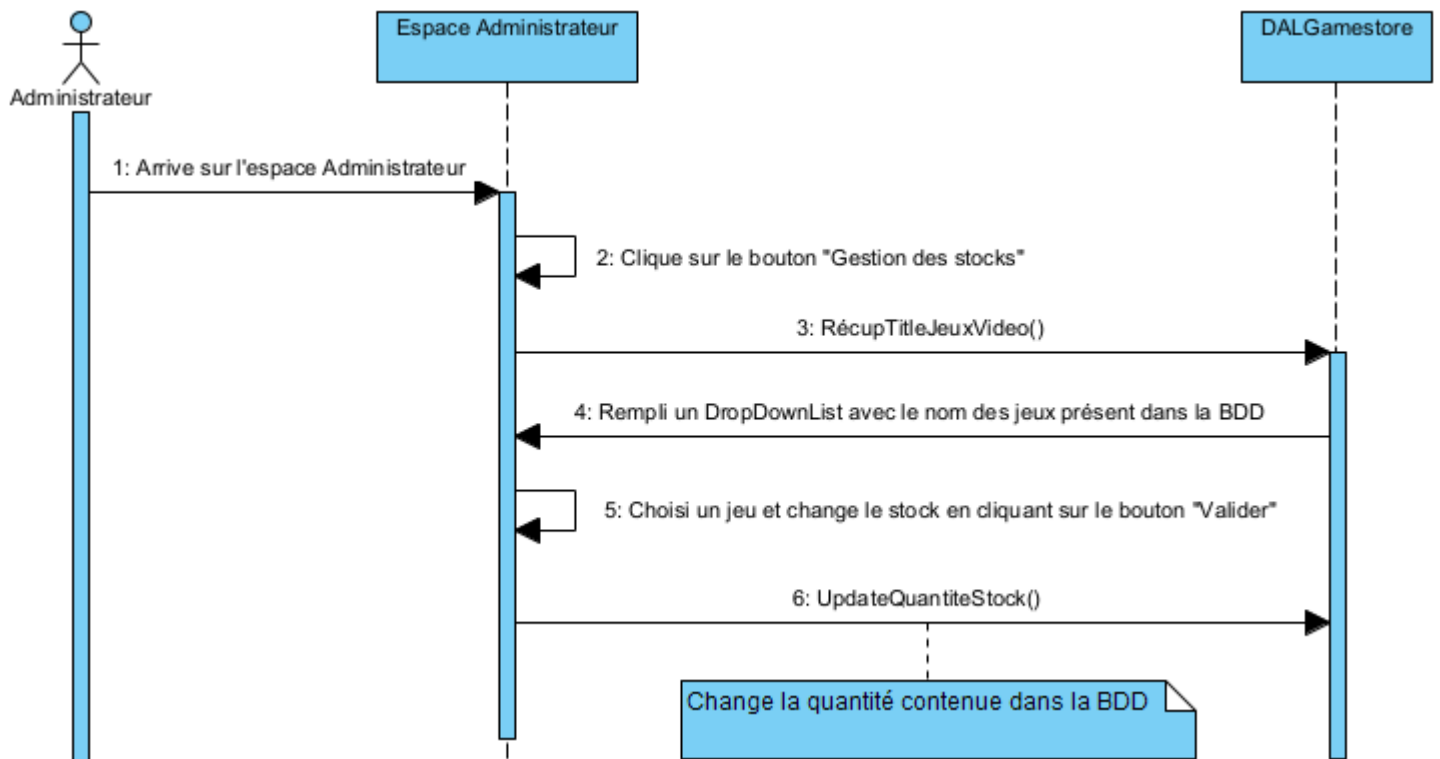 Espace Administrateur
DALGamestore
Administrateur
1: Arrive sur l'espace Administrateur
2: Clique sur le bouton "Gestion des stocks"
3: RécupTitleJeuxVideo()
4: Rempli un DropDownList avec le nom des jeux présent dans la BDD
5: Choisi un jeu et change le stock en cliquant sur le bouton "Valider"
6: UpdateQuantiteStock()
Change la quantité contenue dans la BDD